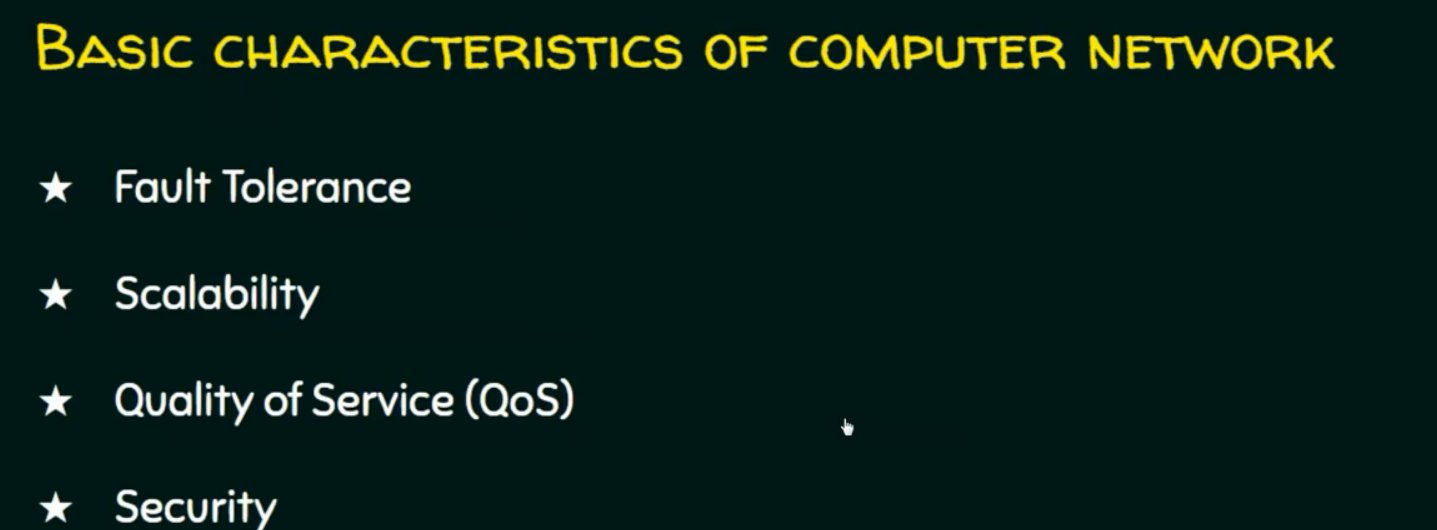 BASIC CHARACTERISTICS OF COMPUTER NETWORK
★ Fault Tolerance
★ Scalability
★ Quality of Service (QoS)
★ Security